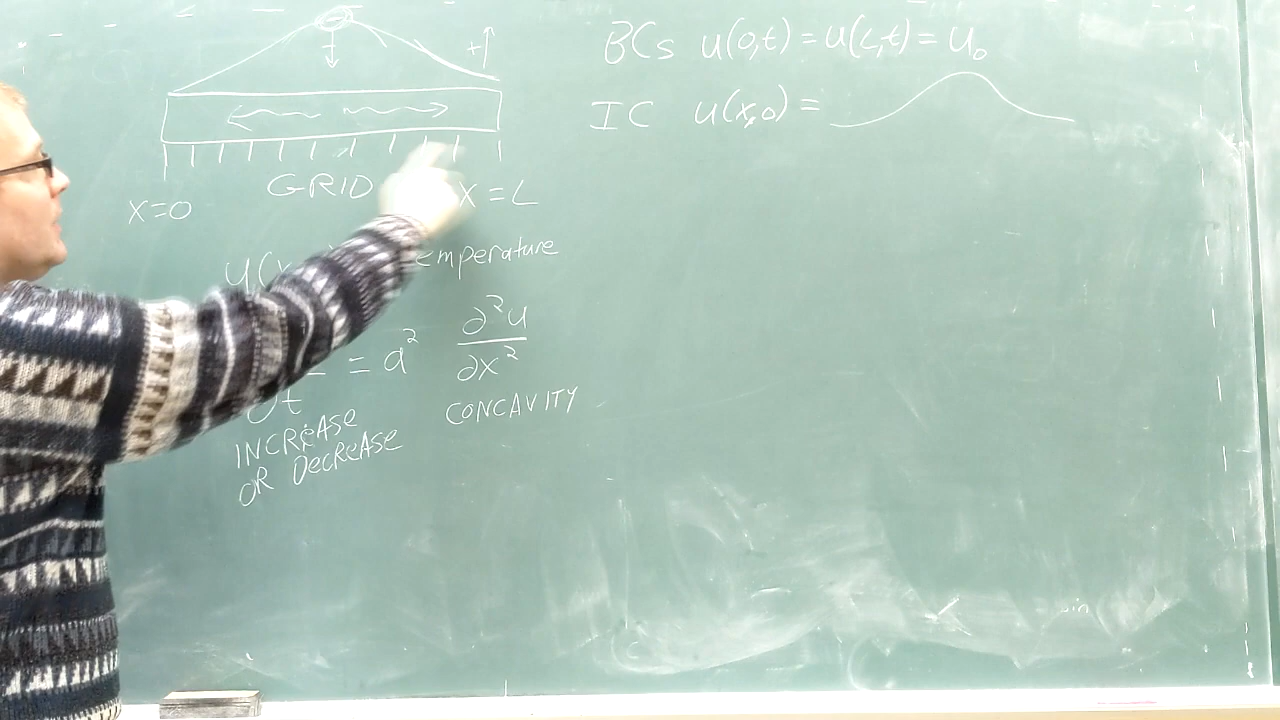 BCs u(0,t) = u(L,t) = u₀
IC u(x,0) =
+
GRID
x=0
x = L
u(x
emperature
∂t
= a² ∂²u/∂x²
INCREASE
OR DECREASE
CONCAVITY